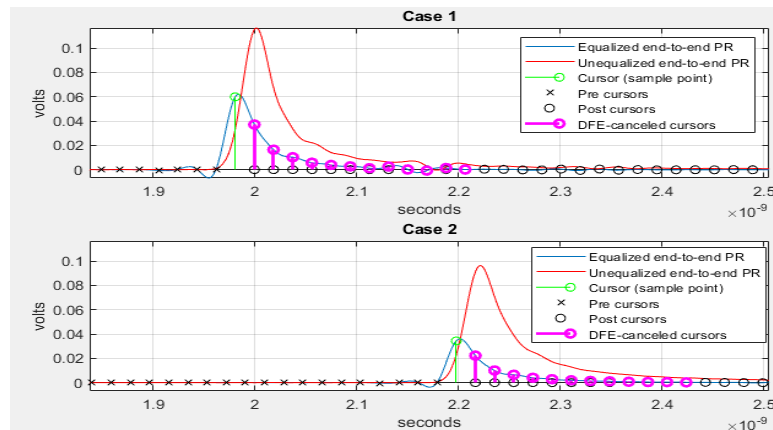 Case 1
volts
0.1
0.08
0.06
0.04
0.02
0
Equalized end-to-end PR
Unequalized end-to-end PR
Cursor (sample point)
Pre cursors
Post cursors
DFE-canceled cursors
1.9 2 2.1 2.2 2.3 2.4 2.5
seconds
×10⁻⁹
Case 2
volts
0.1
0.08
0.06
0.04
0.02
0
Equalized end-to-end PR
Unequalized end-to-end PR
Cursor (sample point)
Pre cursors
Post cursors
DFE-canceled cursors
1.9 2 2.1 2.2 2.3 2.4 2.5
seconds
×10⁻⁹